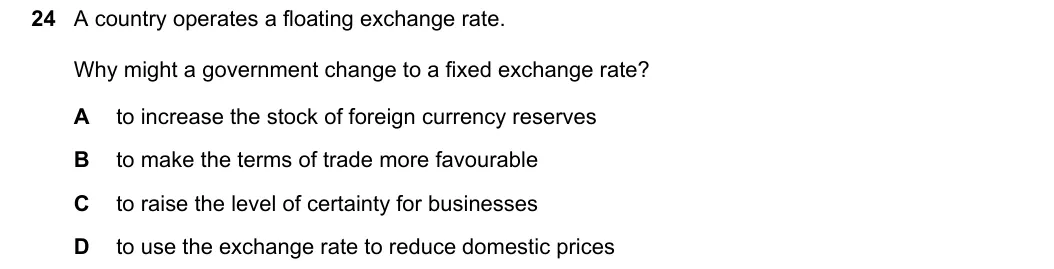 24 A country operates a floating exchange rate.
Why might a government change to a fixed exchange rate?
A to increase the stock of foreign currency reserves
B to make the terms of trade more favourable
C to raise the level of certainty for businesses
D to use the exchange rate to reduce domestic prices